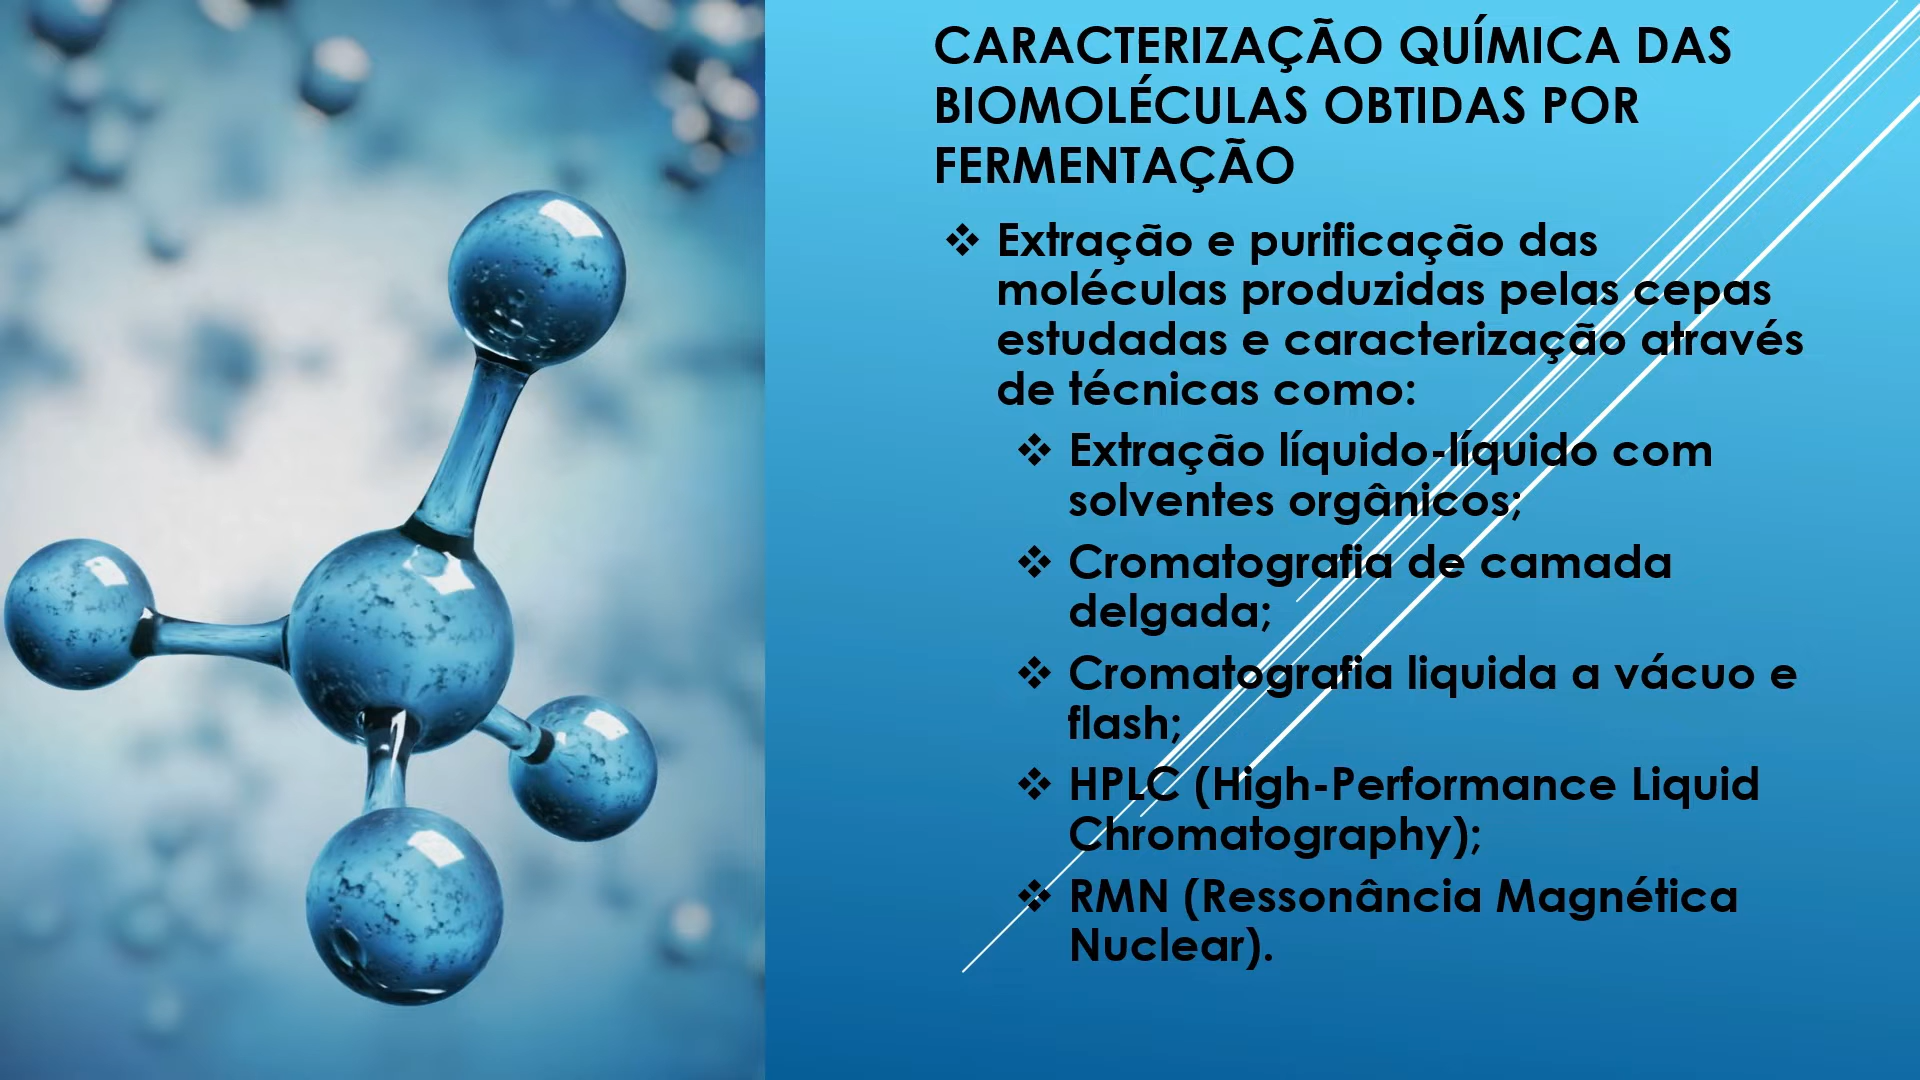 CARACTERIZAÇÃO QUÍMICA DAS
BIOMOLÉCULAS OBTIDAS POR
FERMENTAÇÃO
❖ Extração e purificação das
moléculas produzidas pelas cepas
estudadas e caracterização através
de técnicas como:
❖ Extração líquido-líquido com
solventes orgânicos;
❖ Cromatografia de camada
delgada;
❖ Cromatografia liquida a vácuo e
flash;
❖ HPLC (High-Performance Liquid
Chromatography);
❖ RMN (Ressonância Magnética
Nuclear).